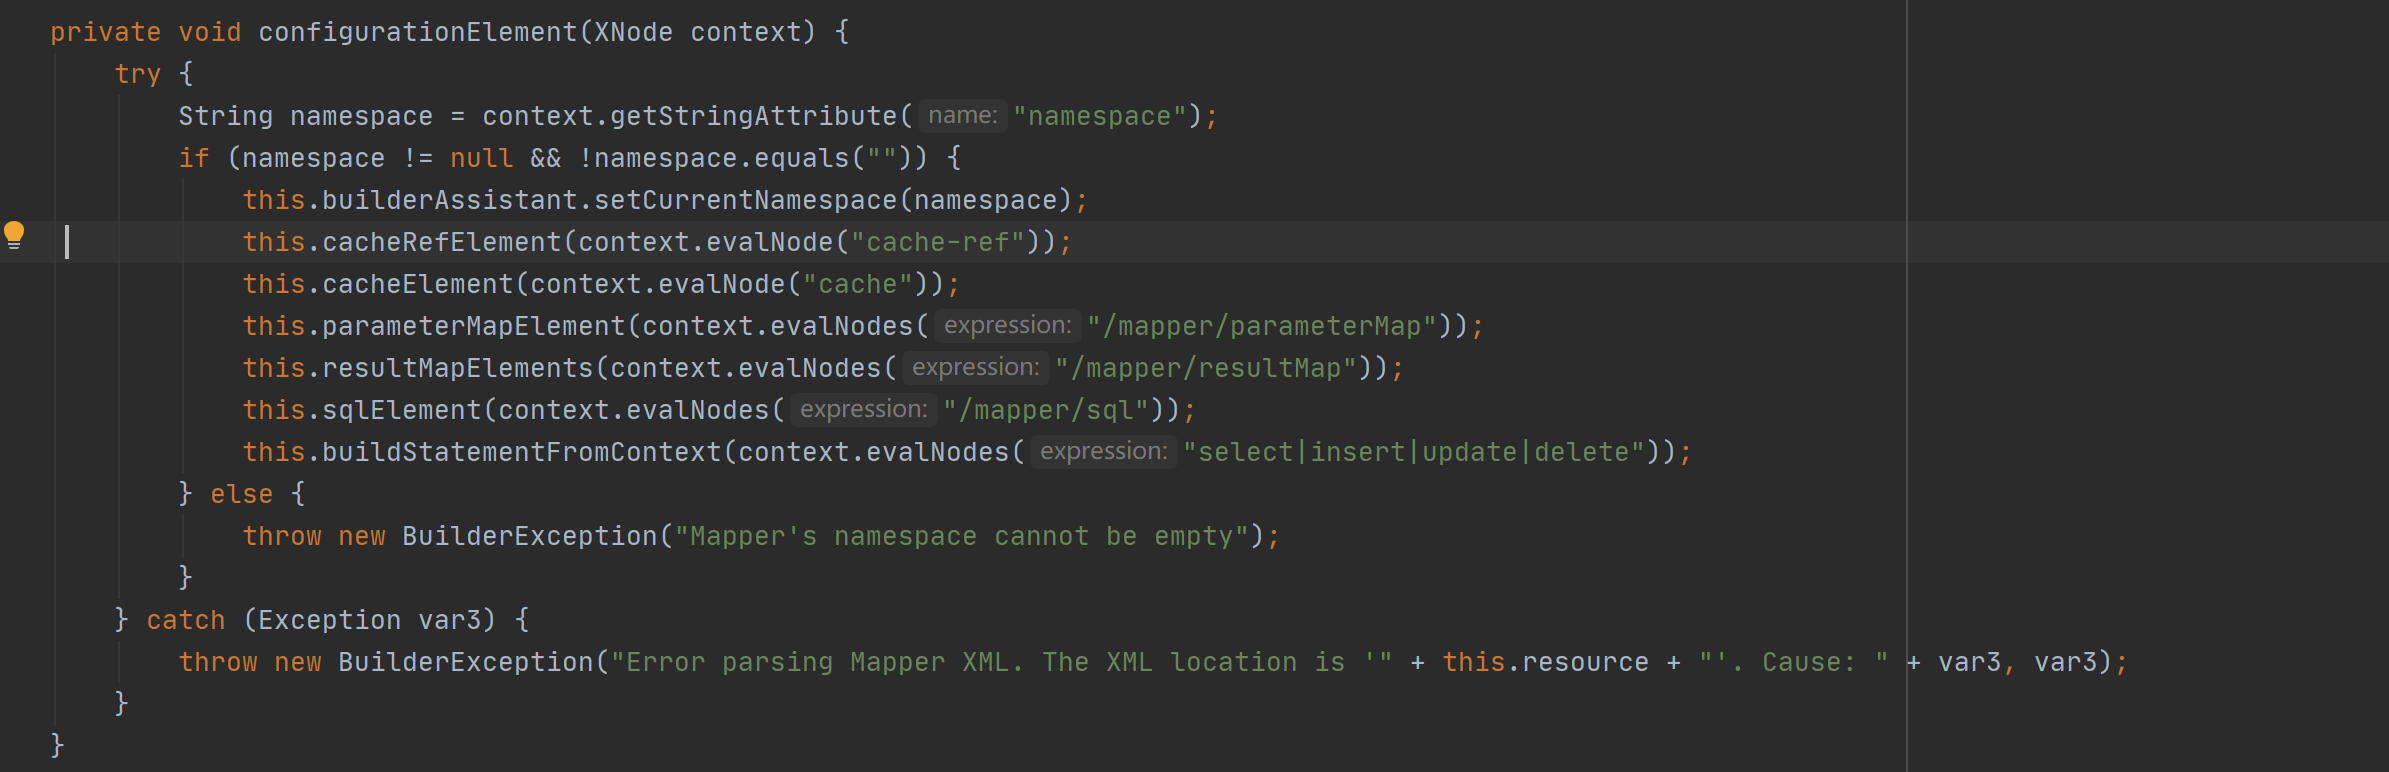 private void configurationElement(XNode context) {
try {
String namespace = context.getStringAttribute( name: "namespace");
if (namespace != null && !namespace.equals("")) {
this.builderAssistant.setCurrentNamespace(namespace);
this.cacheRefElement(context.evalNode("cache-ref"));
this.cacheElement(context.evalNode("cache"));
this.parameterMapElement(context.evalNodes( expression: "/mapper/parameterMap"));
this.resultMapElements(context.evalNodes( expression: "/mapper/resultMap"));
this.sqlElement(context.evalNodes( expression: "/mapper/sql"));
this.buildStatementFromContext(context.evalNodes( expression: "select|insert|update|delete"));
} else {
throw new BuilderException("Mapper's namespace cannot be empty");
}
} catch (Exception var3) {
throw new BuilderException("Error parsing Mapper XML. The XML location is '" + this.resource + "'. Cause: " + var3, var3);
}
}